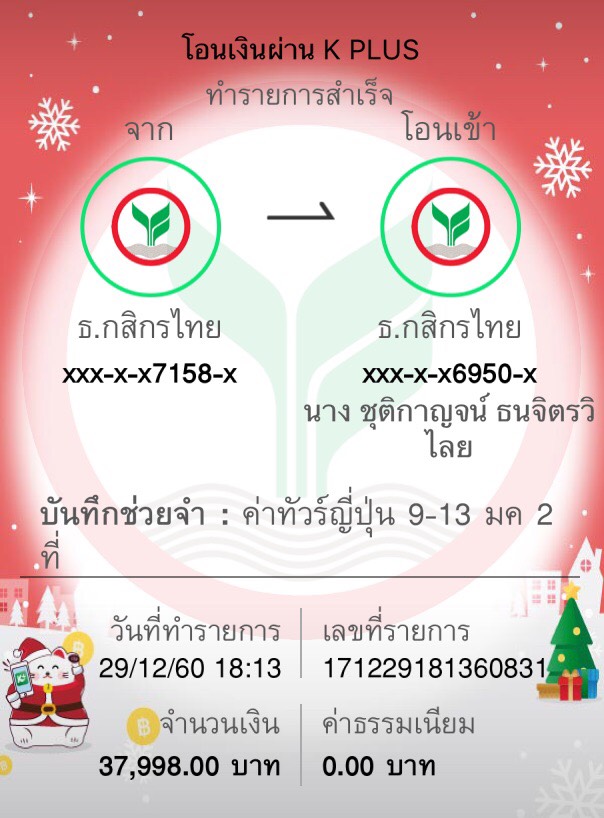 โอนเงินผ่าน K PLUS
ทำรายการสำเร็จ
จาก
โอนเข้า
ธ.กสิกรไทย
ธ.กสิกรไทย
xxx-x-x7158-x
xxx-x-x6950-x
นาง ชุติกาญจน์ ธนจิตรวิ
ไลย
บันทึกช่วยจำ : ค่าทัวร์ญี่ปุ่น 9-13 มค 2
ที่
วันที่ทำรายการ
เลขที่รายการ
29/12/60 18:13
171229181360831
จำนวนเงิน
ค่าธรรมเนียม
37,998.00 บาท
0.00 บาท